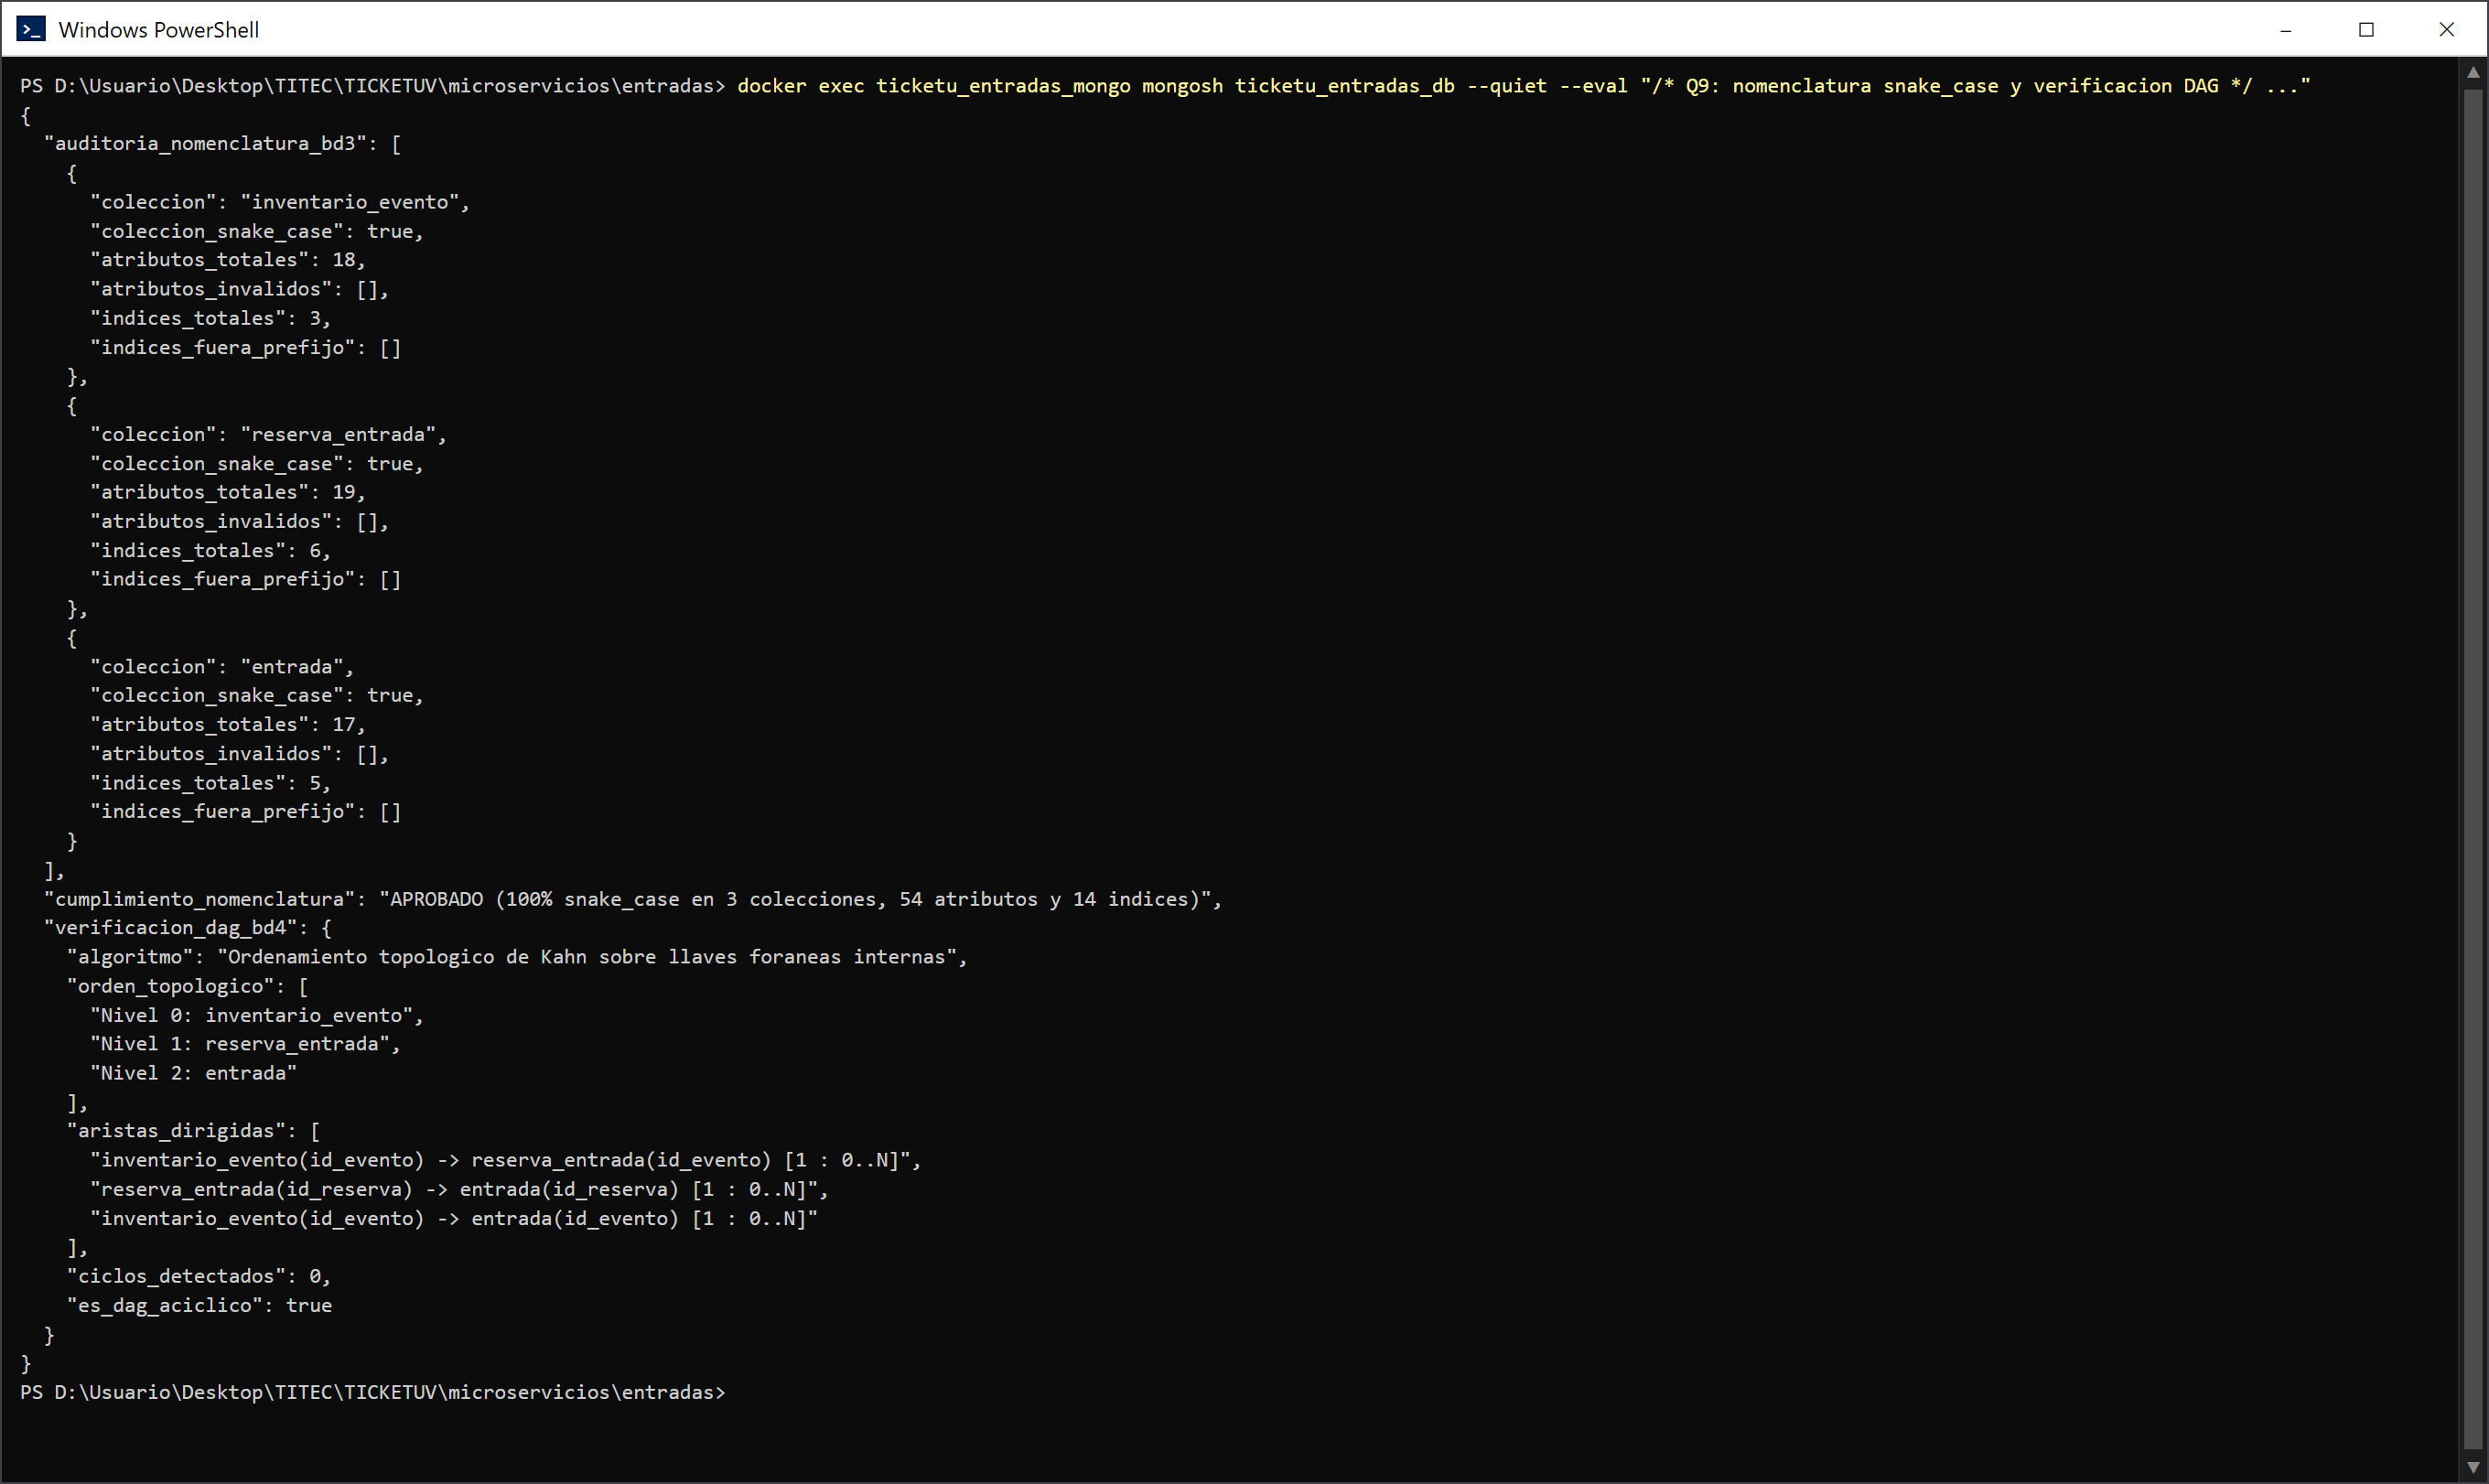 Windows PowerShell
PS D:\Usuario\Desktop\TITEC\TICKETUV\microservicios\entradas> docker exec ticketu_entradas_mongo mongosh ticketu_entradas_db --quiet --eval "/* Q9: nomenclatura snake_case y verificacion DAG */ ..."
{
  "auditoria_nomenclatura_bd3": [
    {
      "coleccion": "inventario_evento",
      "coleccion_snake_case": true,
      "atributos_totales": 18,
      "atributos_invalidos": [],
      "indices_totales": 3,
      "indices_fuera_prefijo": []
    },
    {
      "coleccion": "reserva_entrada",
      "coleccion_snake_case": true,
      "atributos_totales": 19,
      "atributos_invalidos": [],
      "indices_totales": 6,
      "indices_fuera_prefijo": []
    },
    {
      "coleccion": "entrada",
      "coleccion_snake_case": true,
      "atributos_totales": 17,
      "atributos_invalidos": [],
      "indices_totales": 5,
      "indices_fuera_prefijo": []
    }
  ],
  "cumplimiento_nomenclatura": "APROBADO (100% snake_case en 3 colecciones, 54 atributos y 14 indices)",
  "verificacion_dag_bd4": {
    "algoritmo": "Ordenamiento topologico de Kahn sobre llaves foraneas internas",
    "orden_topologico": [
      "Nivel 0: inventario_evento",
      "Nivel 1: reserva_entrada",
      "Nivel 2: entrada"
    ],
    "aristas_dirigidas": [
      "inventario_evento(id_evento) -> reserva_entrada(id_evento) [1 : 0..N]",
      "reserva_entrada(id_reserva) -> entrada(id_reserva) [1 : 0..N]",
      "inventario_evento(id_evento) -> entrada(id_evento) [1 : 0..N]"
    ],
    "ciclos_detectados": 0,
    "es_dag_aciclico": true
  }
}
PS D:\Usuario\Desktop\TITEC\TICKETUV\microservicios\entradas>